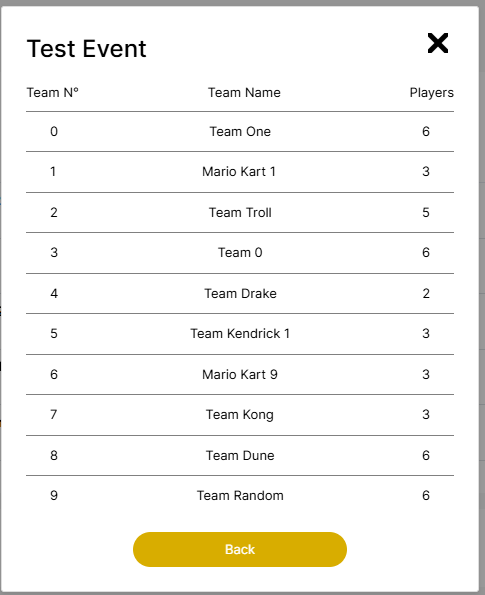 Test Event
Team N° Team Name Players
0 Team One 6
1 Mario Kart 1 3
2 Team Troll 5
3 Team 0 6
4 Team Drake 2
5 Team Kendrick 1 3
6 Mario Kart 9 3
7 Team Kong 3
8 Team Dune 6
9 Team Random 6
Back